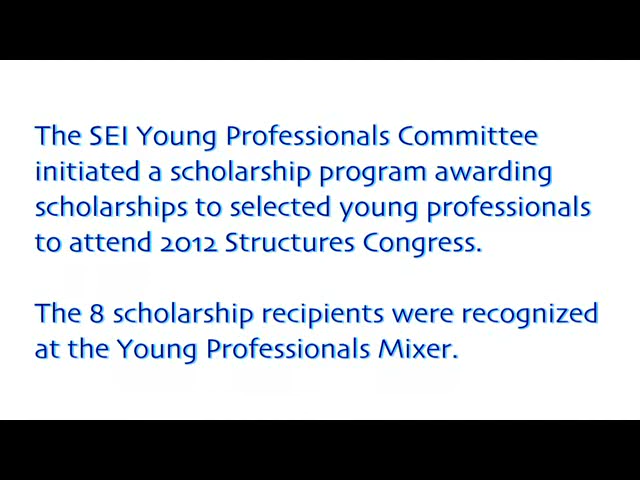 The SEI Young Professionals Committee
initiated a scholarship program awarding
scholarships to selected young professionals
to attend 2012 Structures Congress.
The 8 scholarship recipients were recognized
at the Young Professionals Mixer.